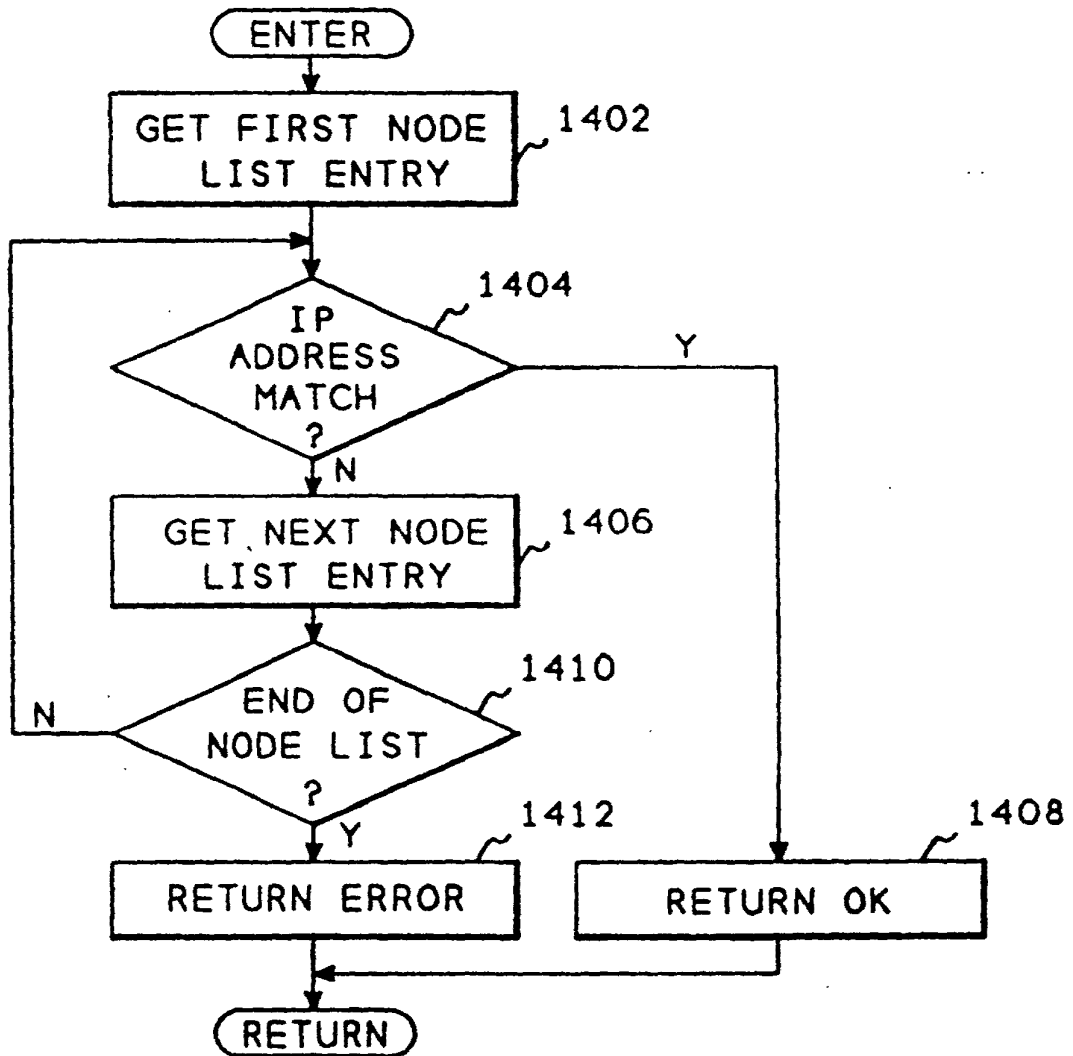 ENTER
GET FIRST NODE
LIST ENTRY
1402
IP
ADDRESS
MATCH
?
1404
Y
N
GET NEXT NODE
LIST ENTRY
1406
END OF
NODE LIST
?
1410
N
Y
RETURN ERROR
1412
RETURN OK
1408
RETURN